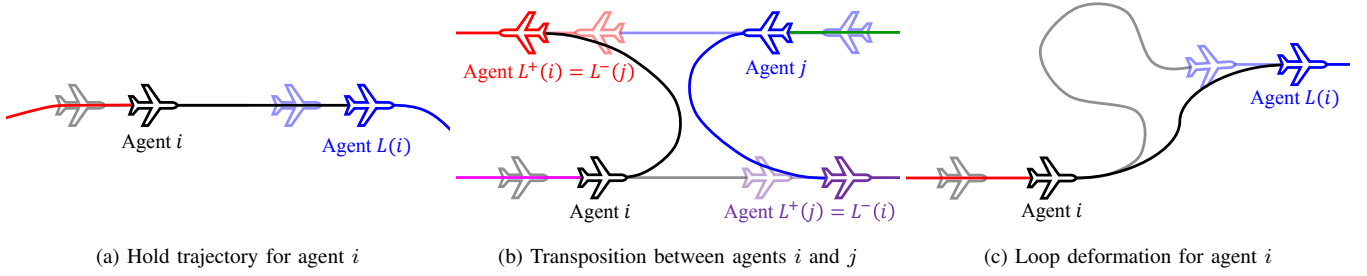 Agent i
Agent L(i)
(a) Hold trajectory for agent i
Agent L⁺(i) = L⁻(j)
Agent j
Agent i
Agent L⁺(j) = L⁻(i)
(b) Transposition between agents i and j
Agent L(i)
Agent i
(c) Loop deformation for agent i